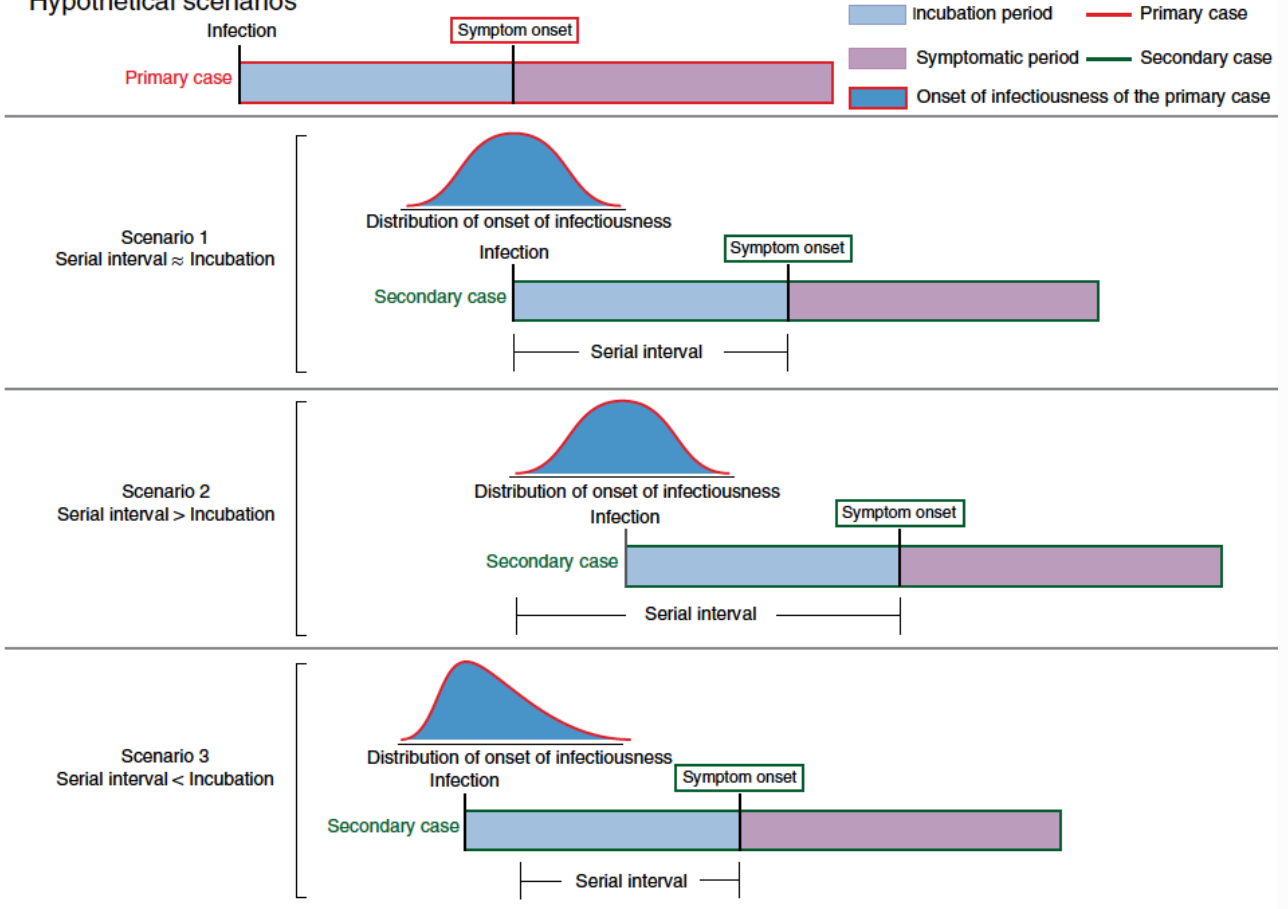 Hypothetical scenarios
Infection
Symptom onset
Primary case
Incubation period
Primary case
Symptomatic period
Secondary case
Onset of infectiousness of the primary case
Scenario 1
Serial interval ≈ Incubation
Distribution of onset of infectiousness
Infection
Symptom onset
Secondary case
Serial interval
Scenario 2
Serial interval > Incubation
Distribution of onset of infectiousness
Infection
Symptom onset
Secondary case
Serial interval
Scenario 3
Serial interval < Incubation
Distribution of onset of infectiousness
Infection
Symptom onset
Secondary case
Serial interval